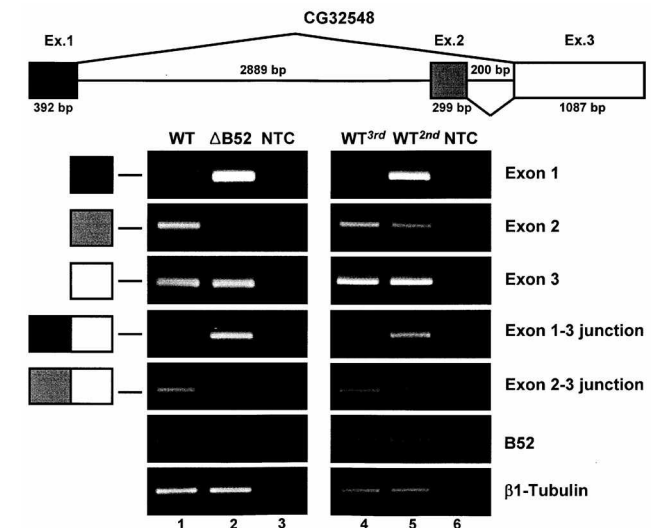 CG32548
Ex.1 Ex.2 Ex.3
2889 bp 200 bp
392 bp 299 bp 1087 bp
WT ΔB52 NTC WT3rd WT2nd NTC
Exon 1
Exon 2
Exon 3
Exon 1-3 junction
Exon 2-3 junction
B52
β1-Tubulin
1 2 3 4 5 6